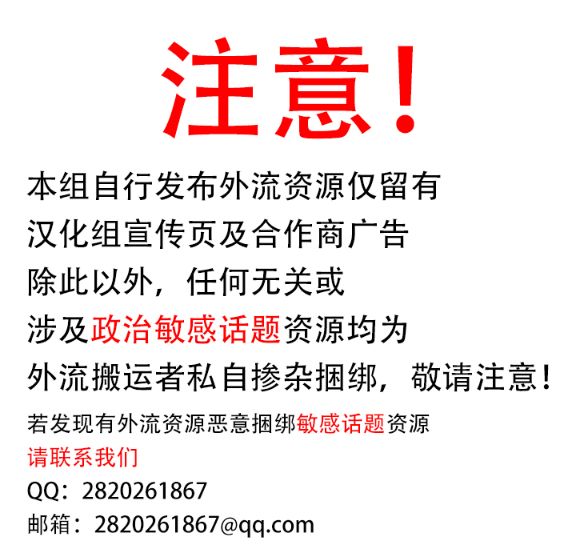 注意！
本组自行发布外流资源仅留有
汉化组宣传页及合作商广告
除此以外，任何无关或
涉及政治敏感话题资源均为
外流搬运者私自掺杂捆绑，敬请注意！
若发现有外流资源恶意捆绑敏感话题资源
请联系我们
QQ：2820261867
邮箱：2820261867@qq.com